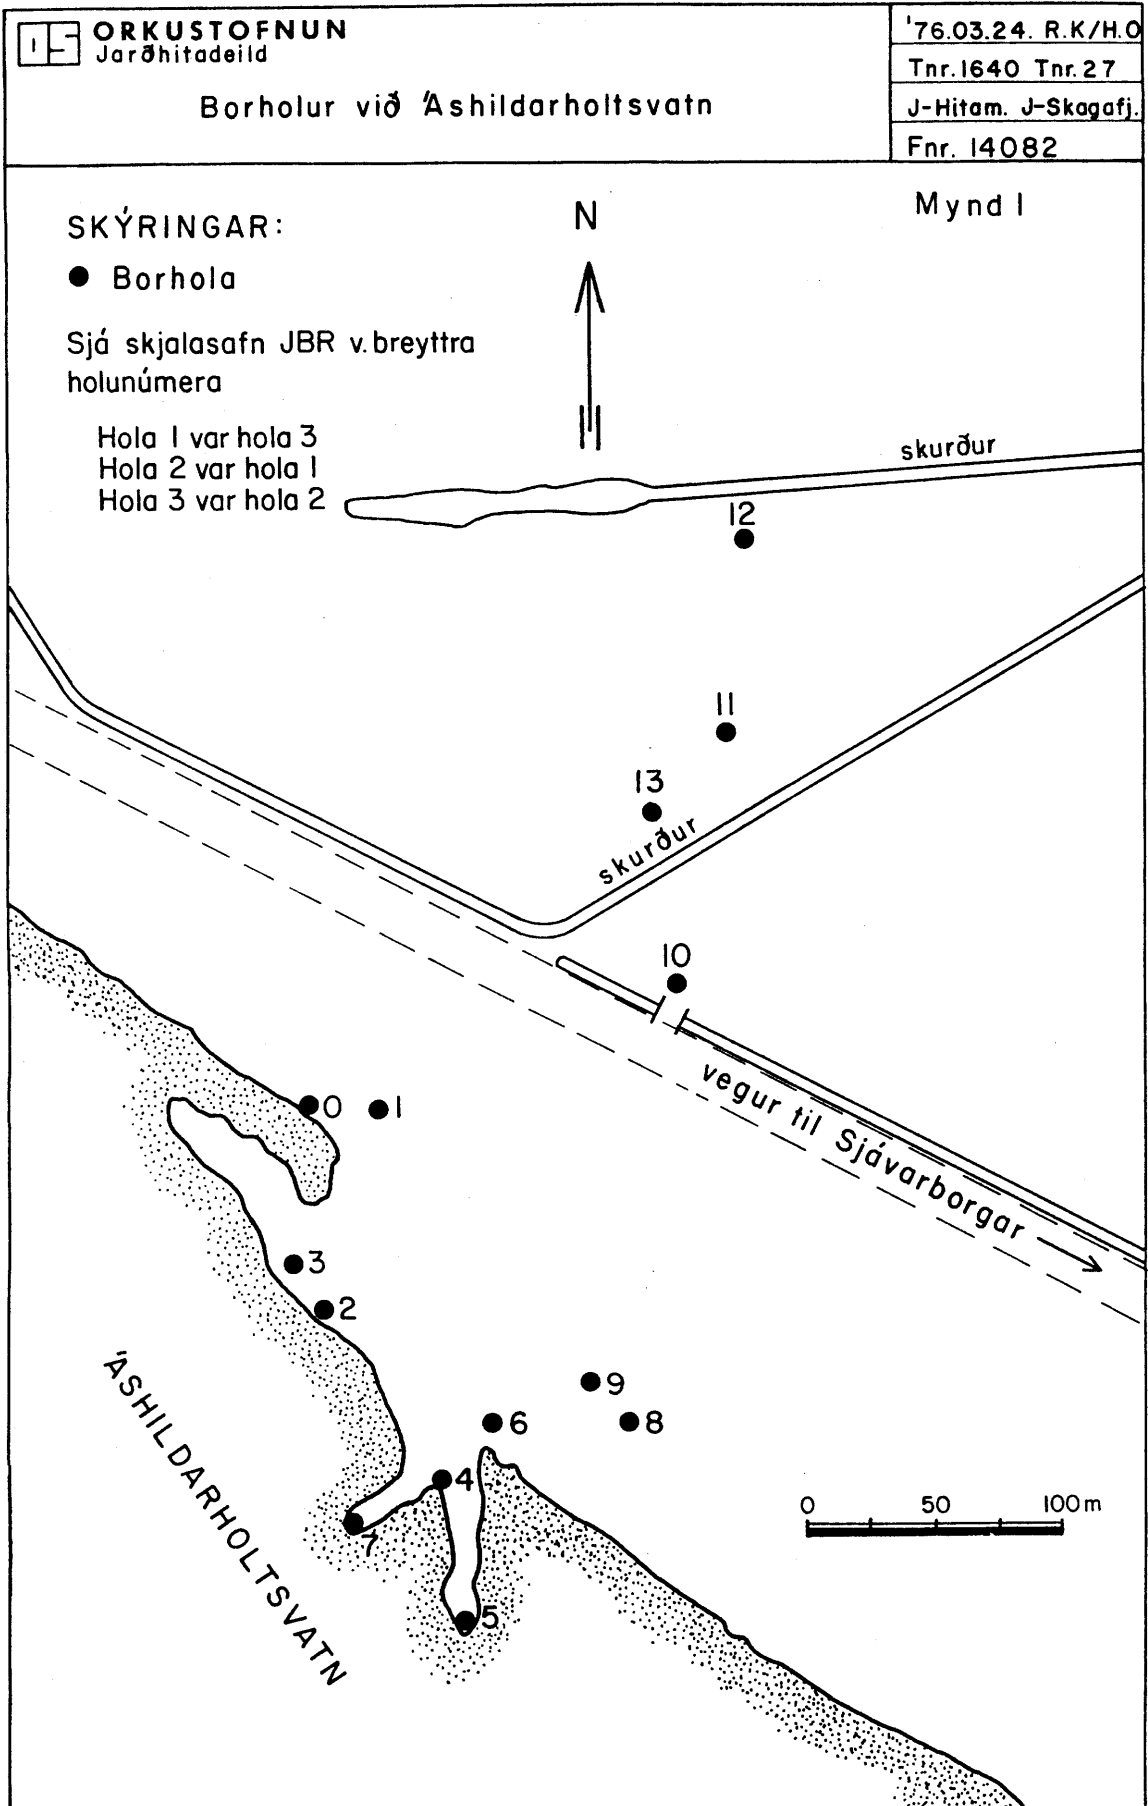 OS ORKUSTOFNUN
Jarðhitadeild
Borholur við Áshildarholtsvatn
'76.03.24. R.K/H.O
Tnr.1640 Tnr.27
J-Hitam. J-Skagafj.
Fnr. 14082
Mynd 1
SKÝRINGAR:
Borhola
Sjá skjalasafn JBR v.breyttra
holunúmera
Hola 1 var hola 3
Hola 2 var hola 1
Hola 3 var hola 2
N
skurður
12
11
13
skurður
10
vegur til Sjávarborgar
0
1
3
2
9
8
6
4
7
5
ÁSHILDARHOLTSVATN
0 50 100 m